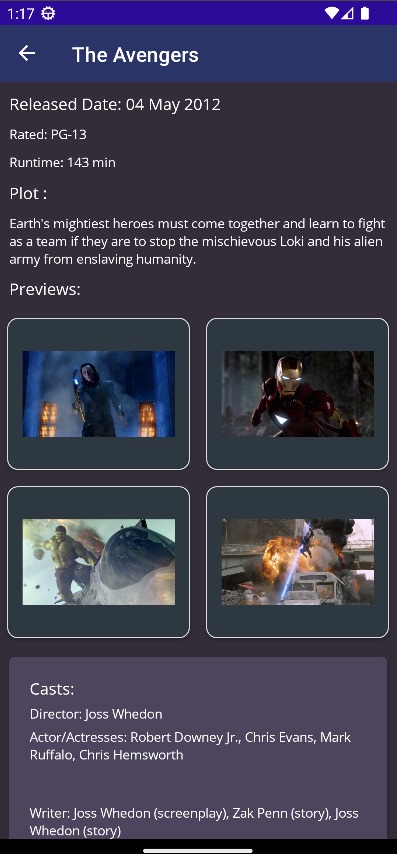 1:17
The Avengers
Released Date: 04 May 2012
Rated: PG-13
Runtime: 143 min
Plot :
Earth's mightiest heroes must come together and learn to fight
as a team if they are to stop the mischievous Loki and his alien
army from enslaving humanity.
Previews:
Casts:
Director: Joss Whedon
Actor/Actresses: Robert Downey Jr., Chris Evans, Mark
Ruffalo, Chris Hemsworth
Writer: Joss Whedon (screenplay), Zak Penn (story), Joss
Whedon (story)